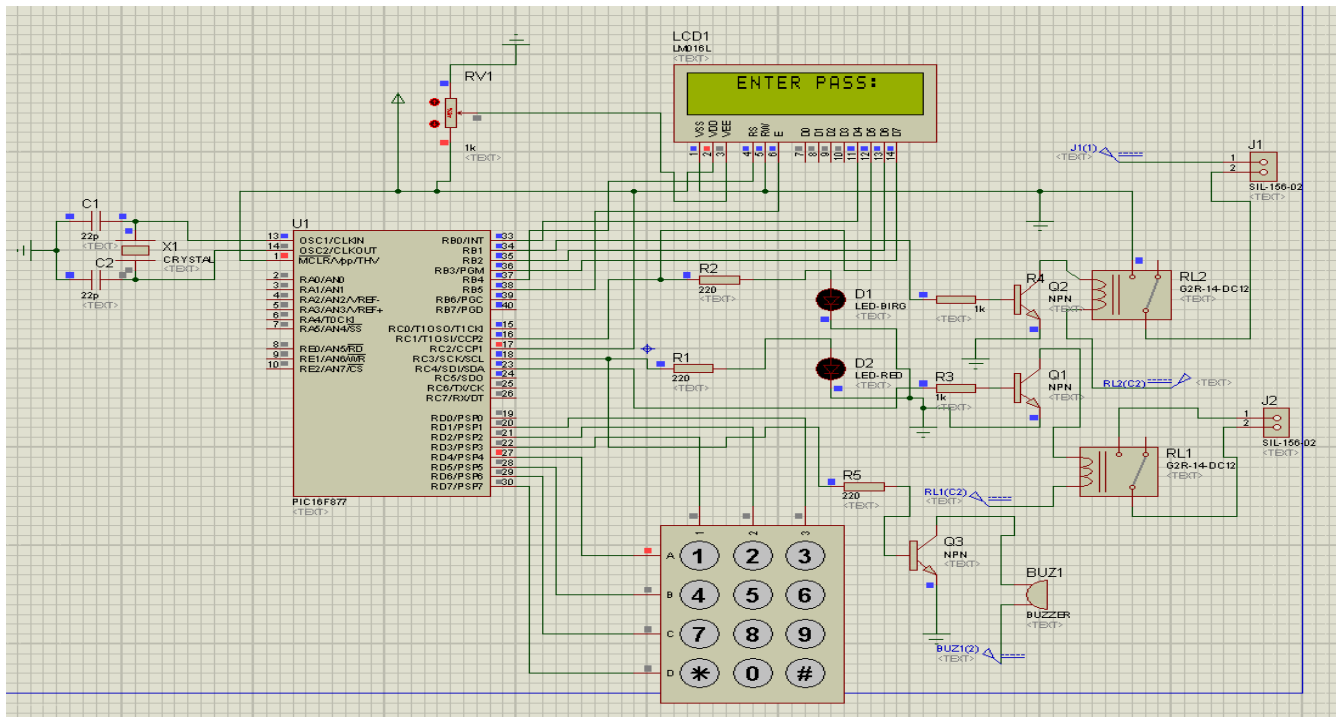 LCD1
LM016L
<TEXT>
ENTER PASS:
RV1
1k
<TEXT>
VSS
VDD
VEE
RS
RW
E
D0
D1
D2
D3
D4
D5
D6
D7
1
2
3
4
5
6
7
8
9
10
11
12
13
14
J1(1)
<TEXT>
J1
1
2
SIL-156-02
<TEXT>
C1
22p
<TEXT>
C2
22p
<TEXT>
X1
CRYSTAL
<TEXT>
U1
13 OSC1/CLKIN
14 OSC2/CLKOUT
1 MCLR/Vpp/THV
2 RA0/AN0
3 RA1/AN1
4 RA2/AN2/VREF-
5 RA3/AN3/VREF+
6 RA4/T0CKI
7 RA5/AN4/SS
8 RE0/AN5/RD
9 RE1/AN6/WR
10 RE2/AN7/CS
RB0/INT 33
RB1 34
RB2 35
RB3/PGM 36
RB4 37
RB5 38
RB6/PGC 39
RB7/PGD 40
RC0/T1OSO/T1CKI 15
RC1/T1OSI/CCP2 16
RC2/CCP1 17
RC3/SCK/SCL 18
RC4/SDI/SDA 23
RC5/SDO 24
RC6/TX/CK 25
RC7/RX/DT 26
RD0/PSP0 19
RD1/PSP1 20
RD2/PSP2 21
RD3/PSP3 22
RD4/PSP4 27
RD5/PSP5 28
RD6/PSP6 29
RD7/PSP7 30
PIC16F877
<TEXT>
R2
220
<TEXT>
D1
LED-BIRG
<TEXT>
R1
220
<TEXT>
D2
LED-RED
<TEXT>
R4
1k
<TEXT>
Q2
NPN
<TEXT>
RL2
G2R-14-DC12
<TEXT>
R3
1k
<TEXT>
Q1
NPN
<TEXT>
RL2(C2)
<TEXT>
J2
1
2
SIL-156-02
<TEXT>
RL1
G2R-14-DC12
<TEXT>
RL1(C2)
<TEXT>
R5
220
<TEXT>
Q3
NPN
<TEXT>
BUZ1
BUZZER
<TEXT>
BUZ1(2)
<TEXT>
1 2 3
A 1 2 3
B 4 5 6
C 7 8 9
D * 0 #